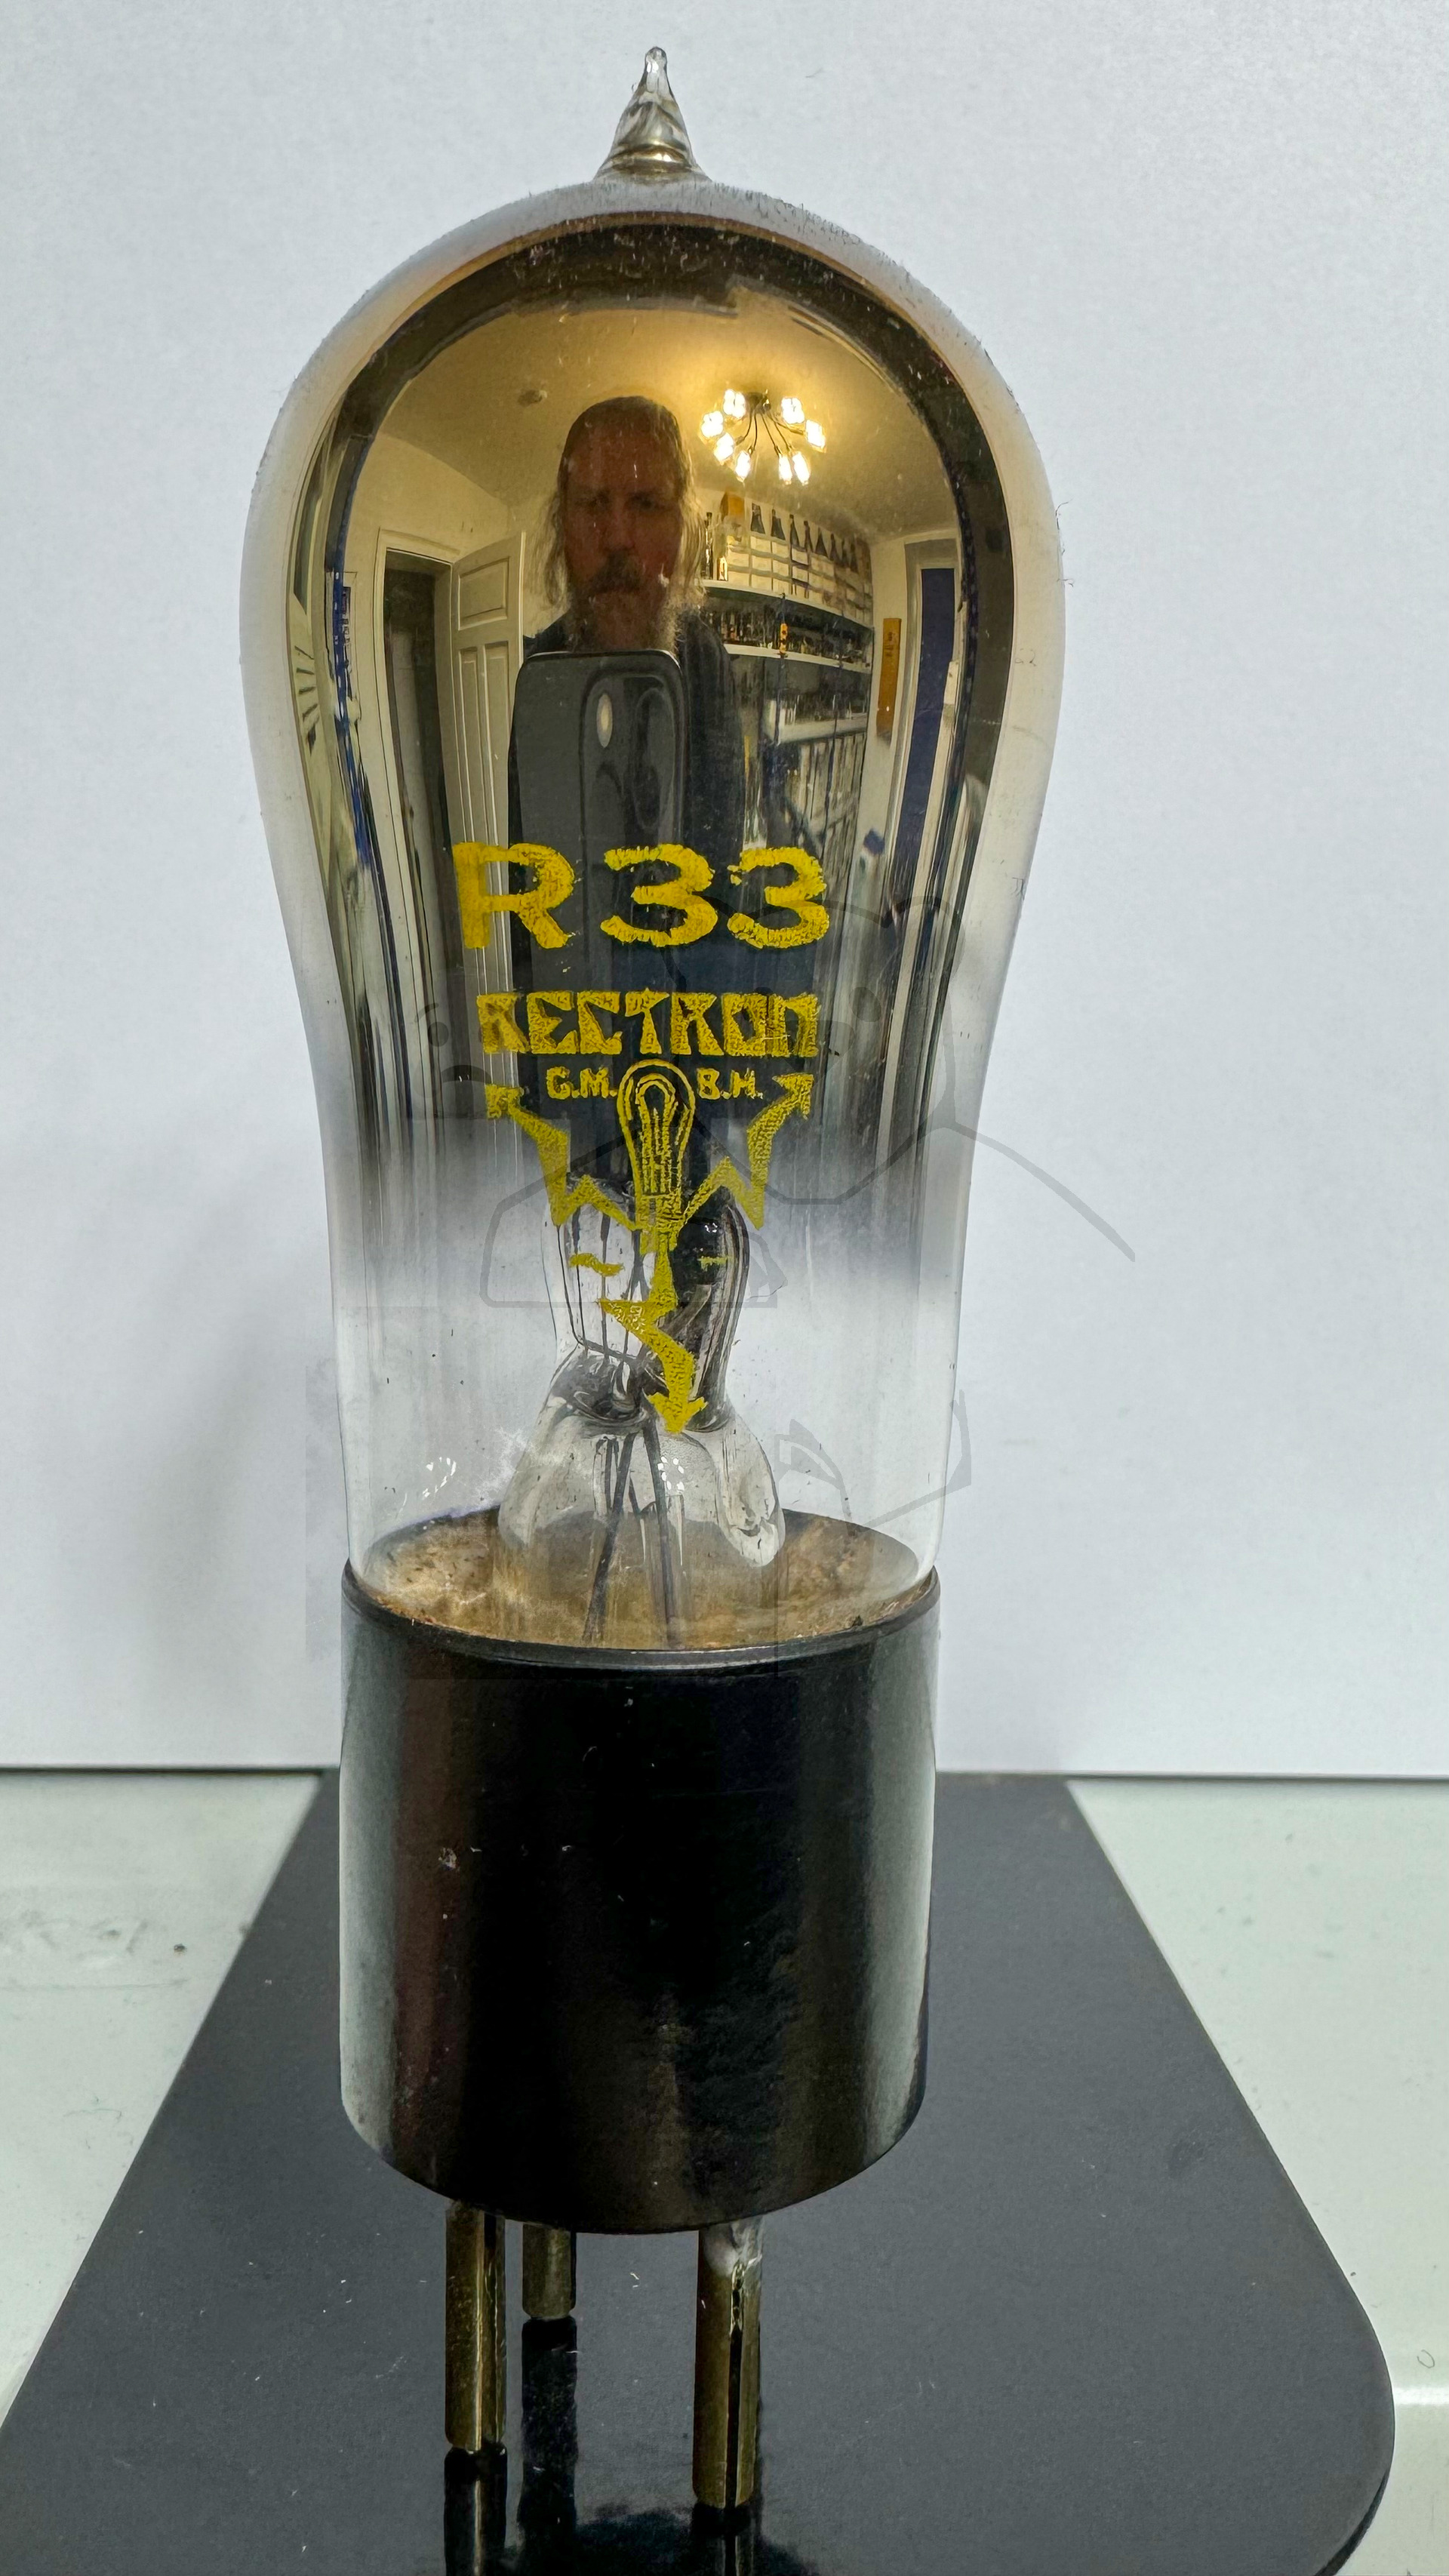 R33
RECTRON
G.M. B.H.